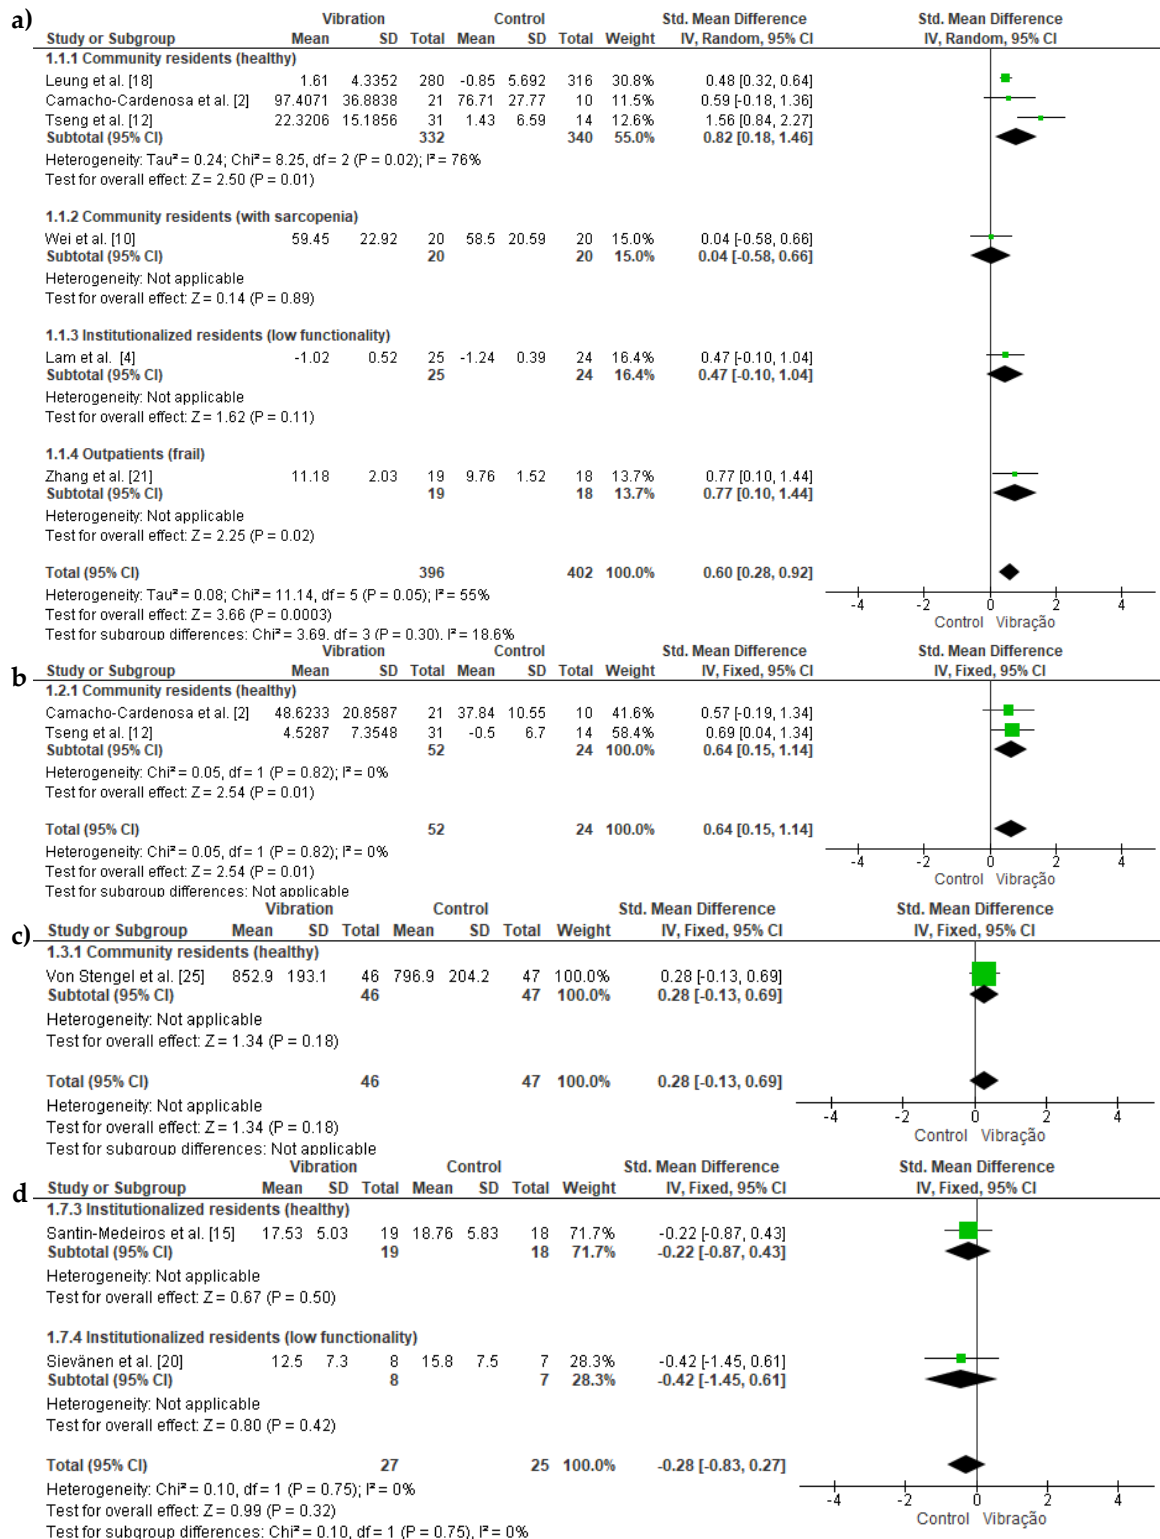 a)
Vibration Control Std. Mean Difference Std. Mean Difference
Study or Subgroup Mean SD Total Mean SD Total Weight IV, Random, 95% CI IV, Random, 95% CI
1.1.1 Community residents (healthy)
Leung et al. [18] 1.61 4.3352 280 -0.85 5.692 316 30.8% 0.48 [0.32, 0.64]
Camacho-Cardenosa et al. [2] 97.4071 36.8838 21 76.71 27.77 10 11.5% 0.59 [-0.18, 1.36]
Tseng et al. [12] 22.3206 15.1856 31 1.43 6.59 14 12.6% 1.56 [0.84, 2.27]
Subtotal (95% CI) 332 340 55.0% 0.82 [0.18, 1.46]
Heterogeneity: Tau² = 0.24; Chi² = 8.25, df = 2 (P = 0.02); I² = 76%
Test for overall effect: Z = 2.50 (P = 0.01)
1.1.2 Community residents (with sarcopenia)
Wei et al. [10] 59.45 22.92 20 58.5 20.59 20 15.0% 0.04 [-0.58, 0.66]
Subtotal (95% CI) 20 20 15.0% 0.04 [-0.58, 0.66]
Heterogeneity: Not applicable
Test for overall effect: Z = 0.14 (P = 0.89)
1.1.3 Institutionalized residents (low functionality)
Lam et al. [4] -1.02 0.52 25 -1.24 0.39 24 16.4% 0.47 [-0.10, 1.04]
Subtotal (95% CI) 25 24 16.4% 0.47 [-0.10, 1.04]
Heterogeneity: Not applicable
Test for overall effect: Z = 1.62 (P = 0.11)
1.1.4 Outpatients (frail)
Zhang et al. [21] 11.18 2.03 19 9.76 1.52 18 13.7% 0.77 [0.10, 1.44]
Subtotal (95% CI) 19 18 13.7% 0.77 [0.10, 1.44]
Heterogeneity: Not applicable
Test for overall effect: Z = 2.25 (P = 0.02)
Total (95% CI) 396 402 100.0% 0.60 [0.28, 0.92]
Heterogeneity: Tau² = 0.08; Chi² = 11.14, df = 5 (P = 0.05); I² = 55%
Test for overall effect: Z = 3.66 (P = 0.0003)
Test for subgroup differences: Chi² = 3.69, df = 3 (P = 0.30), I² = 18.6%
-4 -2 0 2 4
Control Vibração
b
Vibration Control Std. Mean Difference Std. Mean Difference
Study or Subgroup Mean SD Total Mean SD Total Weight IV, Fixed, 95% CI IV, Fixed, 95% CI
1.2.1 Community residents (healthy)
Camacho-Cardenosa et al. [2] 48.6233 20.8587 21 37.84 10.55 10 41.6% 0.57 [-0.19, 1.34]
Tseng et al. [12] 4.5287 7.3548 31 -0.5 6.7 14 58.4% 0.69 [0.04, 1.34]
Subtotal (95% CI) 52 24 100.0% 0.64 [0.15, 1.14]
Heterogeneity: Chi² = 0.05, df = 1 (P = 0.82); I² = 0%
Test for overall effect: Z = 2.54 (P = 0.01)
Total (95% CI) 52 24 100.0% 0.64 [0.15, 1.14]
Heterogeneity: Chi² = 0.05, df = 1 (P = 0.82); I² = 0%
Test for overall effect: Z = 2.54 (P = 0.01)
Test for subgroup differences: Not applicable
-4 -2 0 2 4
Control Vibração
c)
Vibration Control Std. Mean Difference Std. Mean Difference
Study or Subgroup Mean SD Total Mean SD Total Weight IV, Fixed, 95% CI IV, Fixed, 95% CI
1.3.1 Community residents (healthy)
Von Stengel et al. [25] 852.9 193.1 46 796.9 204.2 47 100.0% 0.28 [-0.13, 0.69]
Subtotal (95% CI) 46 47 100.0% 0.28 [-0.13, 0.69]
Heterogeneity: Not applicable
Test for overall effect: Z = 1.34 (P = 0.18)
Total (95% CI) 46 47 100.0% 0.28 [-0.13, 0.69]
Heterogeneity: Not applicable
Test for overall effect: Z = 1.34 (P = 0.18)
Test for subgroup differences: Not applicable
-4 -2 0 2 4
Control Vibração
d
Vibration Control Std. Mean Difference Std. Mean Difference
Study or Subgroup Mean SD Total Mean SD Total Weight IV, Fixed, 95% CI IV, Fixed, 95% CI
1.7.3 Institutionalized residents (healthy)
Santin-Medeiros et al. [15] 17.53 5.03 19 18.76 5.83 18 71.7% -0.22 [-0.87, 0.43]
Subtotal (95% CI) 19 18 71.7% -0.22 [-0.87, 0.43]
Heterogeneity: Not applicable
Test for overall effect: Z = 0.67 (P = 0.50)
1.7.4 Institutionalized residents (low functionality)
Sievänen et al. [20] 12.5 7.3 8 15.8 7.5 7 28.3% -0.42 [-1.45, 0.61]
Subtotal (95% CI) 8 7 28.3% -0.42 [-1.45, 0.61]
Heterogeneity: Not applicable
Test for overall effect: Z = 0.80 (P = 0.42)
Total (95% CI) 27 25 100.0% -0.28 [-0.83, 0.27]
Heterogeneity: Chi² = 0.10, df = 1 (P = 0.75); I² = 0%
Test for overall effect: Z = 0.99 (P = 0.32)
Test for subgroup differences: Chi² = 0.10, df = 1 (P = 0.75), I² = 0%
-4 -2 0 2 4
Control Vibração